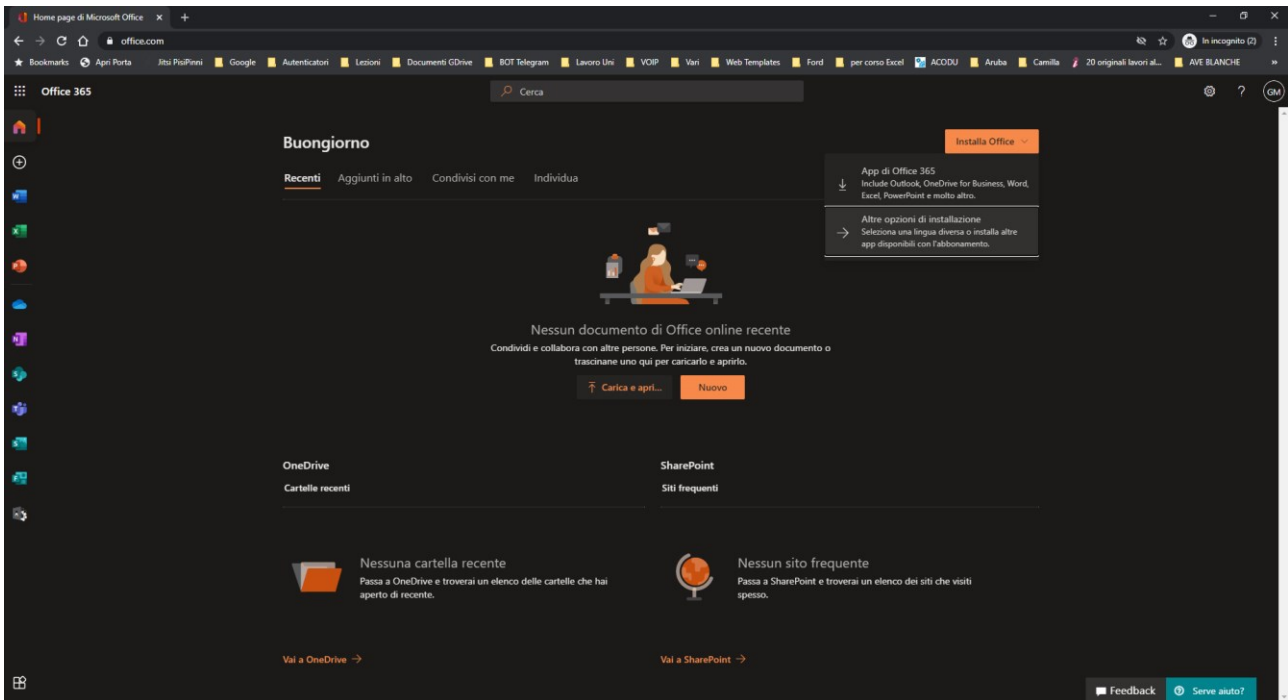 Home page di Microsoft Office
office.com
In incognito (2)
Bookmarks Apri Porta Jitsi PisiPinni Google Autenticatori Lezioni Documenti GDrive BOT Telegram Lavoro Uni VOIP Vari Web Templates Ford per corso Excel ACODU Aruba Camilla 20 originali lavori al... AVE BLANCHE
Office 365
Cerca
GM
Buongiorno
Installa Office
Recenti Aggiunti in alto Condivisi con me Individua
App di Office 365
Include Outlook, OneDrive for Business, Word,
Excel, PowerPoint e molto altro.
Altre opzioni di installazione
Seleziona una lingua diversa o installa altre
app disponibili con l'abbonamento.
Nessun documento di Office online recente
Condividi e collabora con altre persone. Per iniziare, crea un nuovo documento o
trascinane uno qui per caricarlo e aprirlo.
Carica e apri... Nuovo
OneDrive
Cartelle recenti
SharePoint
Siti frequenti
Nessuna cartella recente
Passa a OneDrive e troverai un elenco delle cartelle che hai
aperto di recente.
Nessun sito frequente
Passa a SharePoint e troverai un elenco dei siti che visiti
spesso.
Vai a OneDrive →
Vai a SharePoint →
Feedback
Serve aiuto?